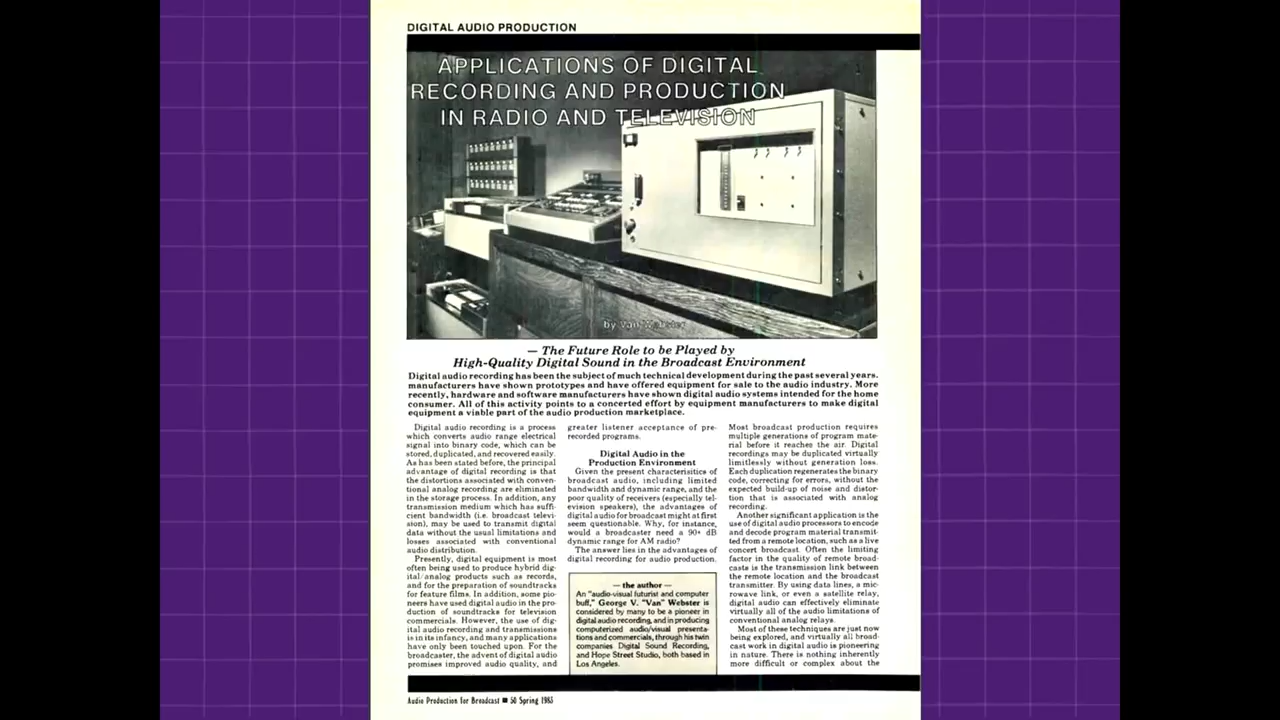 DIGITAL AUDIO PRODUCTION
APPLICATIONS OF DIGITAL
RECORDING AND PRODUCTION
IN RADIO AND TELEVISION
by Van Webster
— The Future Role to be Played by
High-Quality Digital Sound in the Broadcast Environment
Digital audio recording has been the subject of much technical development during the past several years.
manufacturers have shown prototypes and have offered equipment for sale to the audio industry. More
recently, hardware and software manufacturers have shown digital audio systems intended for the home
consumer. All of this activity points to a concerted effort by equipment manufacturers to make digital
equipment a viable part of the audio production marketplace.
Digital audio recording is a process
which converts audio range electrical
signal into binary code, which can be
stored, duplicated, and recovered easily.
As has been stated before, the principal
advantage of digital recording is that
the distortions associated with conven-
tional analog recording are eliminated
in the storage process. In addition, any
transmission medium which has suffi-
cient bandwidth (i.e. broadcast televi-
sion), may be used to transmit digital
data without the usual limitations and
losses associated with conventional
audio distribution.
Presently, digital equipment is most
often being used to produce hybrid dig-
ital/analog products such as records,
and for the preparation of soundtracks
for feature films. In addition, some pio-
neers have used digital audio in the pro-
duction of soundtracks for television
commercials. However, the use of dig-
ital audio recording and transmissions
is in its infancy, and many applications
have only been touched upon. For the
broadcaster, the advent of digital audio
promises improved audio quality, and
greater listener acceptance of pre-
recorded programs.
Digital Audio in the
Production Environment
Given the present characterisitics of
broadcast audio, including limited
bandwidth and dynamic range, and the
poor quality of receivers (especially tel-
evision speakers), the advantages of
digital audio for broadcast might at first
seem questionable. Why, for instance,
would a broadcaster need a 90+ dB
dynamic range for AM radio?
The answer lies in the advantages of
digital recording for audio production.
— the author —
An "audio-visual futurist and computer
buff," George V. "Van" Webster is
considered by many to be a pioneer in
digital audio recording, and in producing
computerized audio/visual presenta-
tions and commercials, through his twin
companies Digital Sound Recording,
and Hope Street Studio, both based in
Los Angeles.
Most broadcast production requires
multiple generations of program mate-
rial before it reaches the air. Digital
recordings may be duplicated virtually
limitlessly without generation loss.
Each duplication regenerates the binary
code, correcting for errors, without the
expected build-up of noise and distor-
tion that is associated with analog
recording.
Another significant application is the
use of digital audio processors to encode
and decode program material transmit-
ted from a remote location, such as a live
concert broadcast. Often the limiting
factor in the quality of remote broad-
casts is the transmission link between
the remote location and the broadcast
transmitter. By using data lines, a mic-
rowave link, or even a satellite relay,
digital audio can effectively eliminate
virtually all of the audio limitations of
conventional analog relays.
Most of these techniques are just now
being explored, and virtually all broad-
cast work in digital audio is pioneering
in nature. There is nothing inherently
more difficult or complex about the
Audio Production for Broadcast ■ 50 Spring 1983